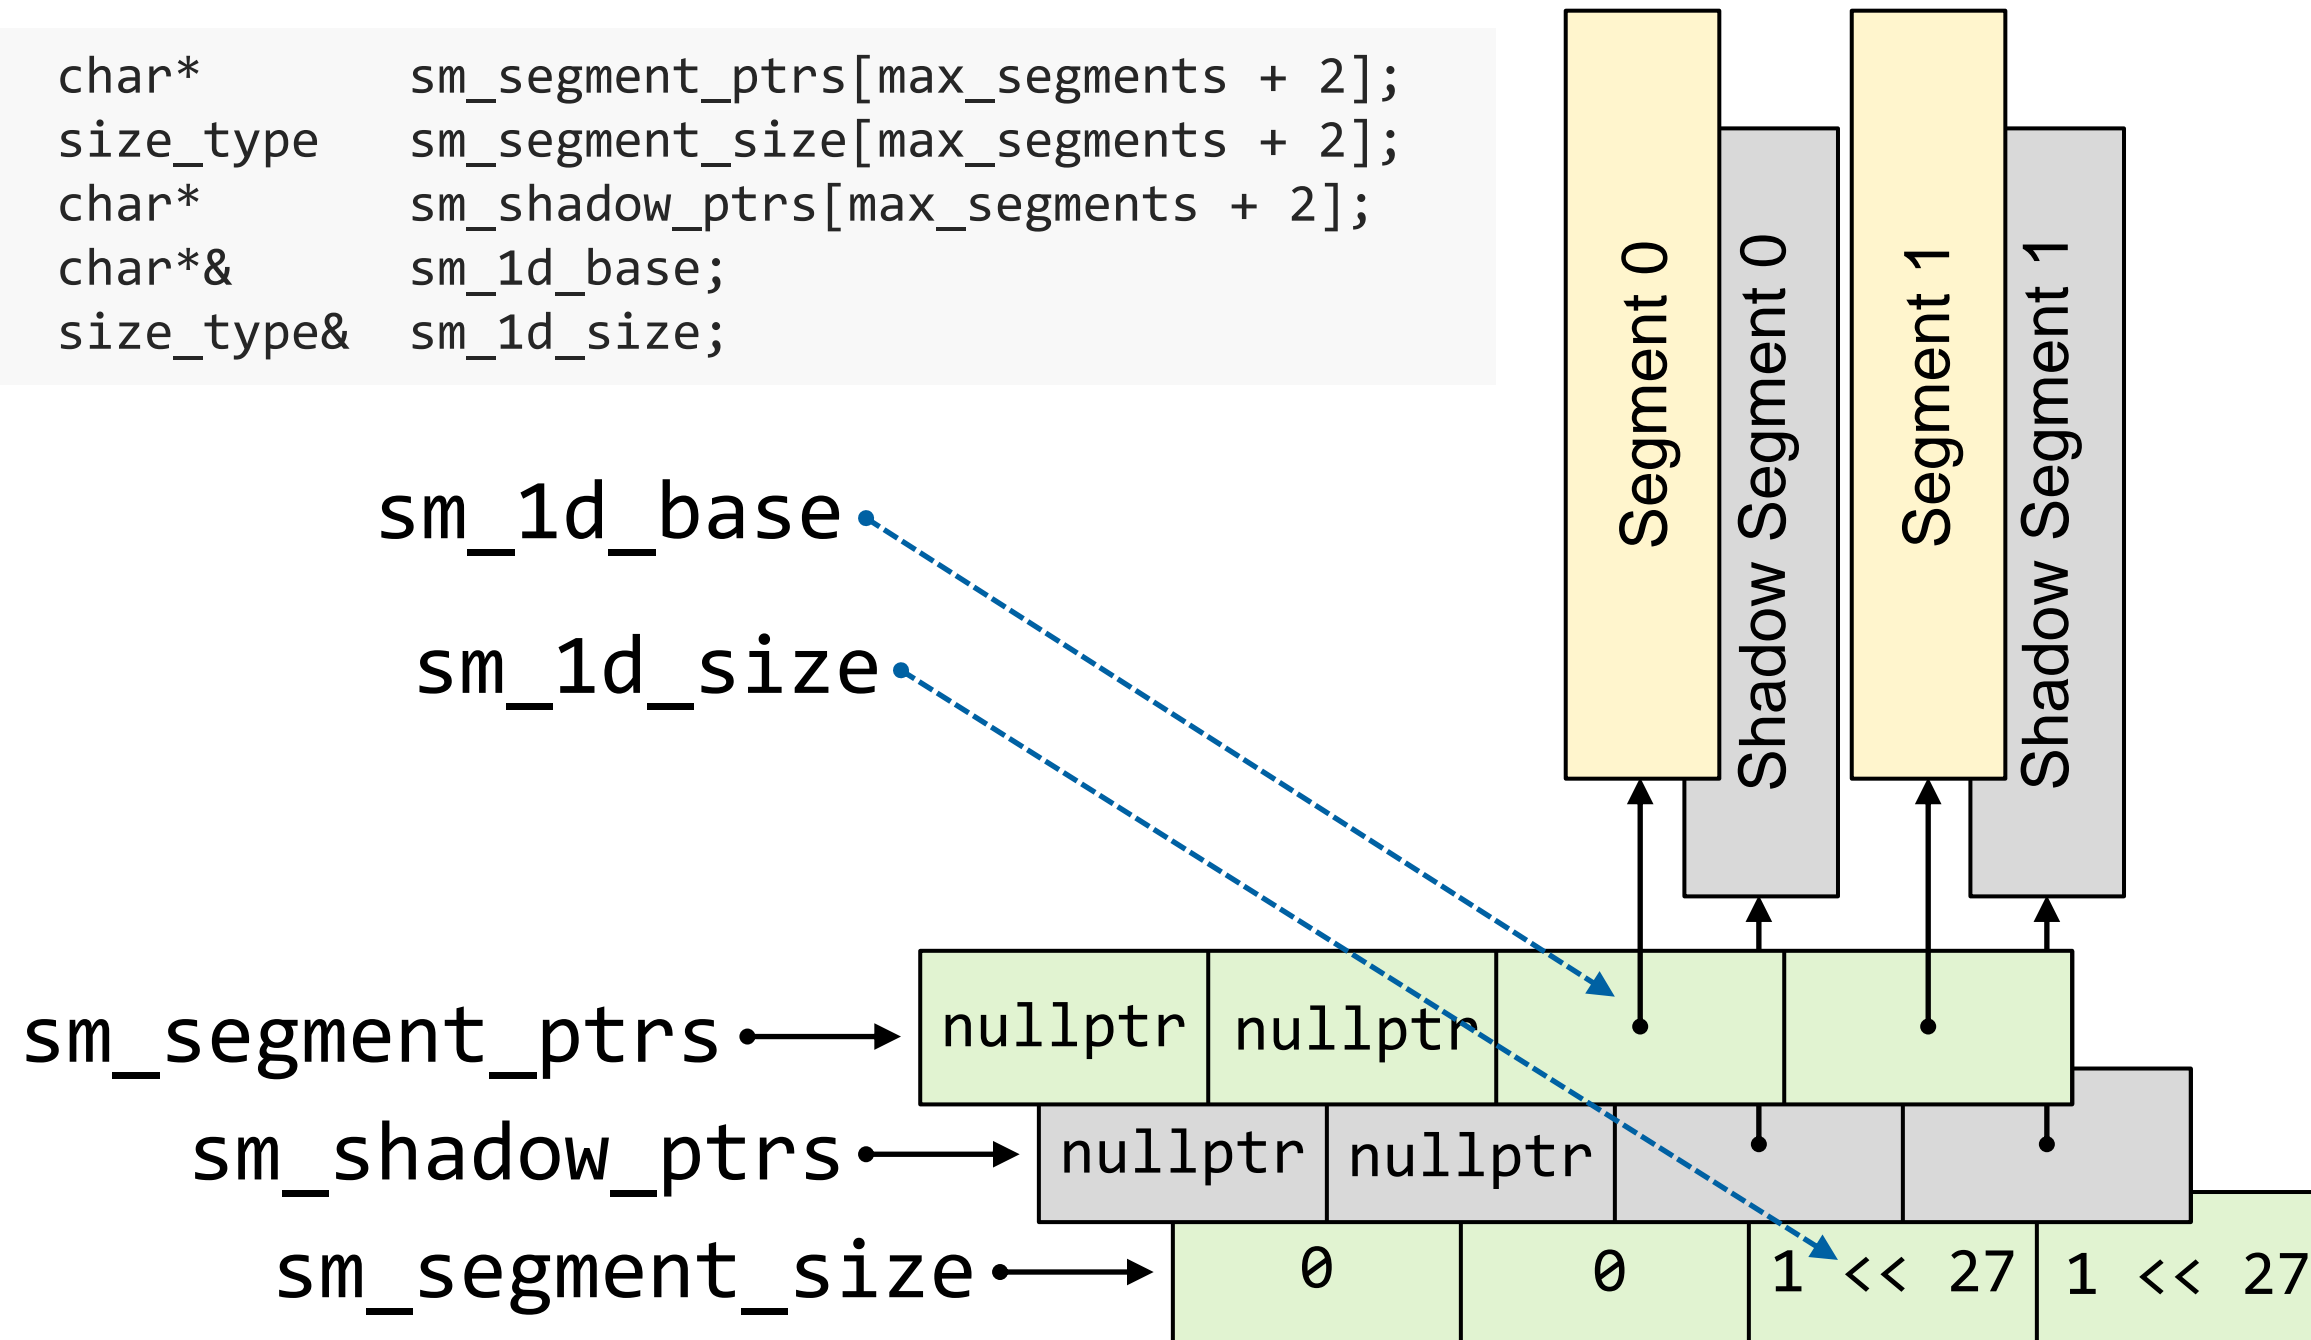 char* sm_segment_ptrs[max_segments + 2];
size_type sm_segment_size[max_segments + 2];
char* sm_shadow_ptrs[max_segments + 2];
char*& sm_1d_base;
size_type& sm_1d_size;
Segment 0
Shadow Segment 0
Segment 1
Shadow Segment 1
sm_1d_base
sm_1d_size
sm_segment_ptrs
nullptr nullptr
sm_shadow_ptrs
nullptr nullptr
sm_segment_size
0 0 1 << 27 1 << 27